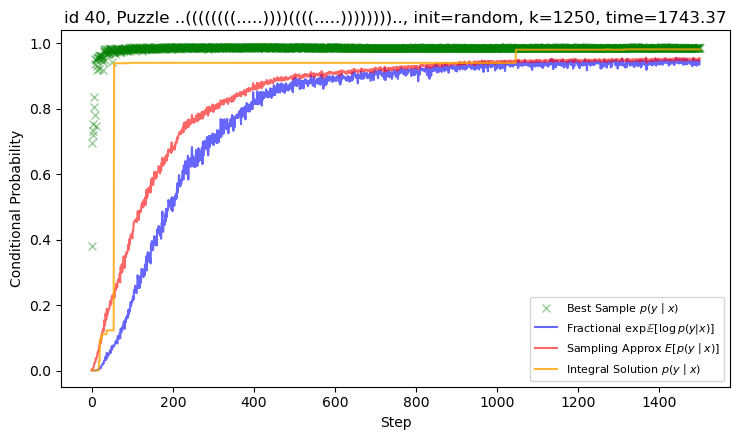 id 40, Puzzle ..((((((((.....))))((((.....)))))))).., init=random, k=1250, time=1743.37
Conditional Probability
1.0
0.8
0.6
0.4
0.2
0.0
0 200 400 600 800 1000 1200 1400
Step
Best Sample p(y | x)
Fractional exp 𝔼[log p(y|x)]
Sampling Approx E[p(y | x)]
Integral Solution p(y | x)